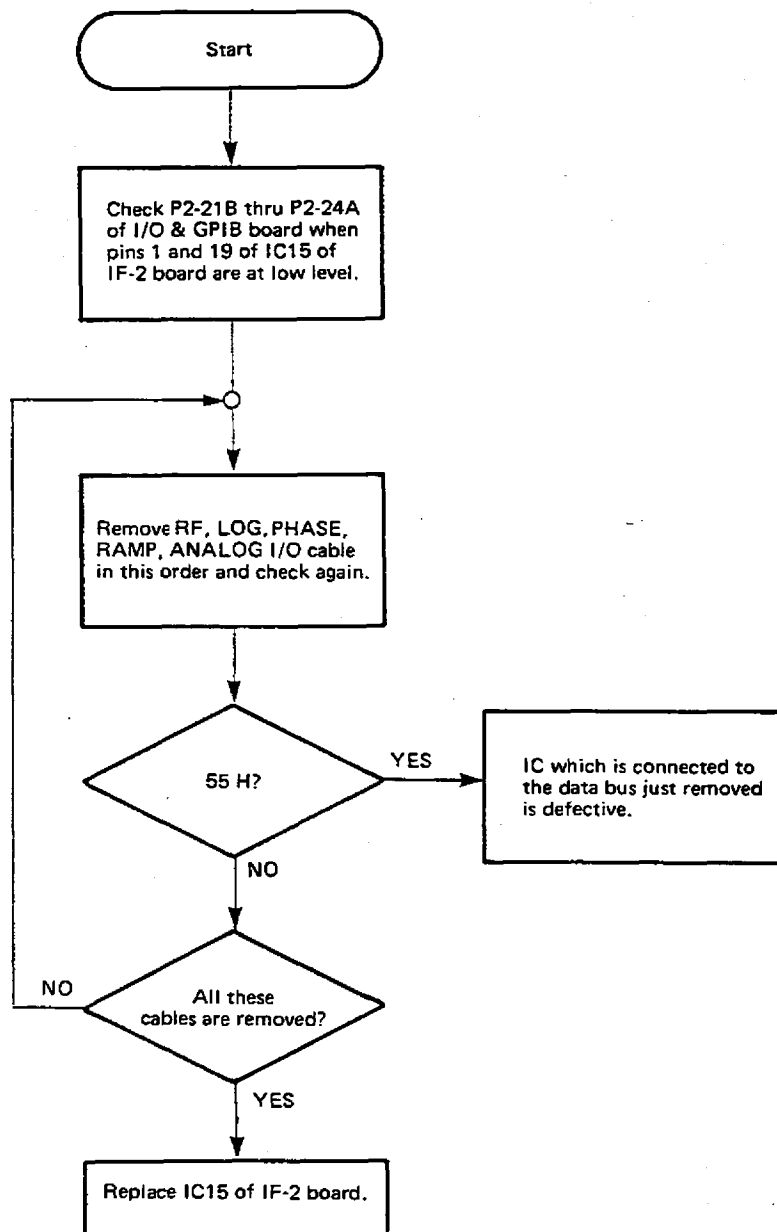 Start
Check P2-21B thru P2-24A
of I/O & GPIB board when
pins 1 and 19 of IC15 of
IF-2 board are at low level.
Remove RF, LOG, PHASE,
RAMP, ANALOG I/O cable
in this order and check again.
55 H?
YES
IC which is connected to
the data bus just removed
is defective.
NO
All these
cables are removed?
NO
YES
Replace IC15 of IF-2 board.